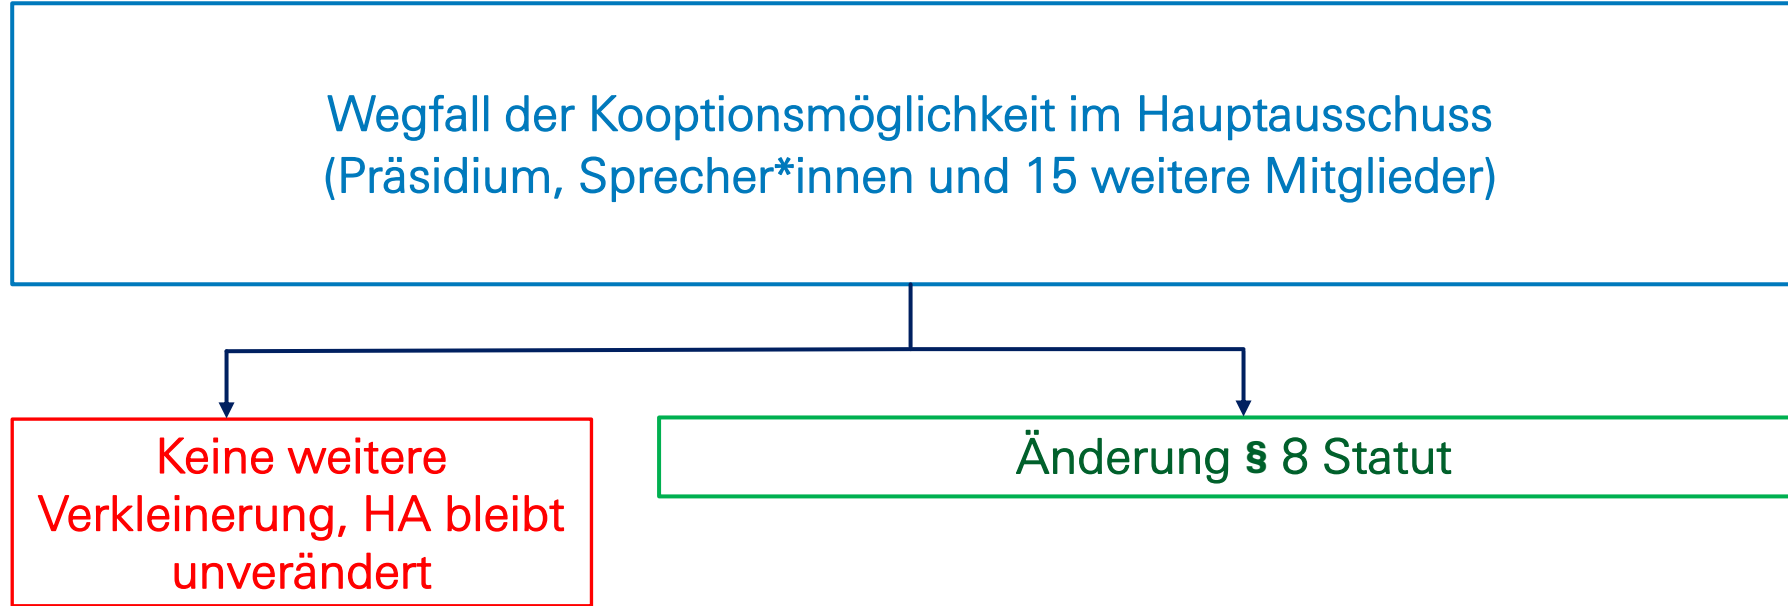 Wegfall der Kooptionsmöglichkeit im Hauptausschuss
(Präsidium, Sprecher*innen und 15 weitere Mitglieder)
Keine weitere
Verkleinerung, HA bleibt
unverändert
Änderung § 8 Statut